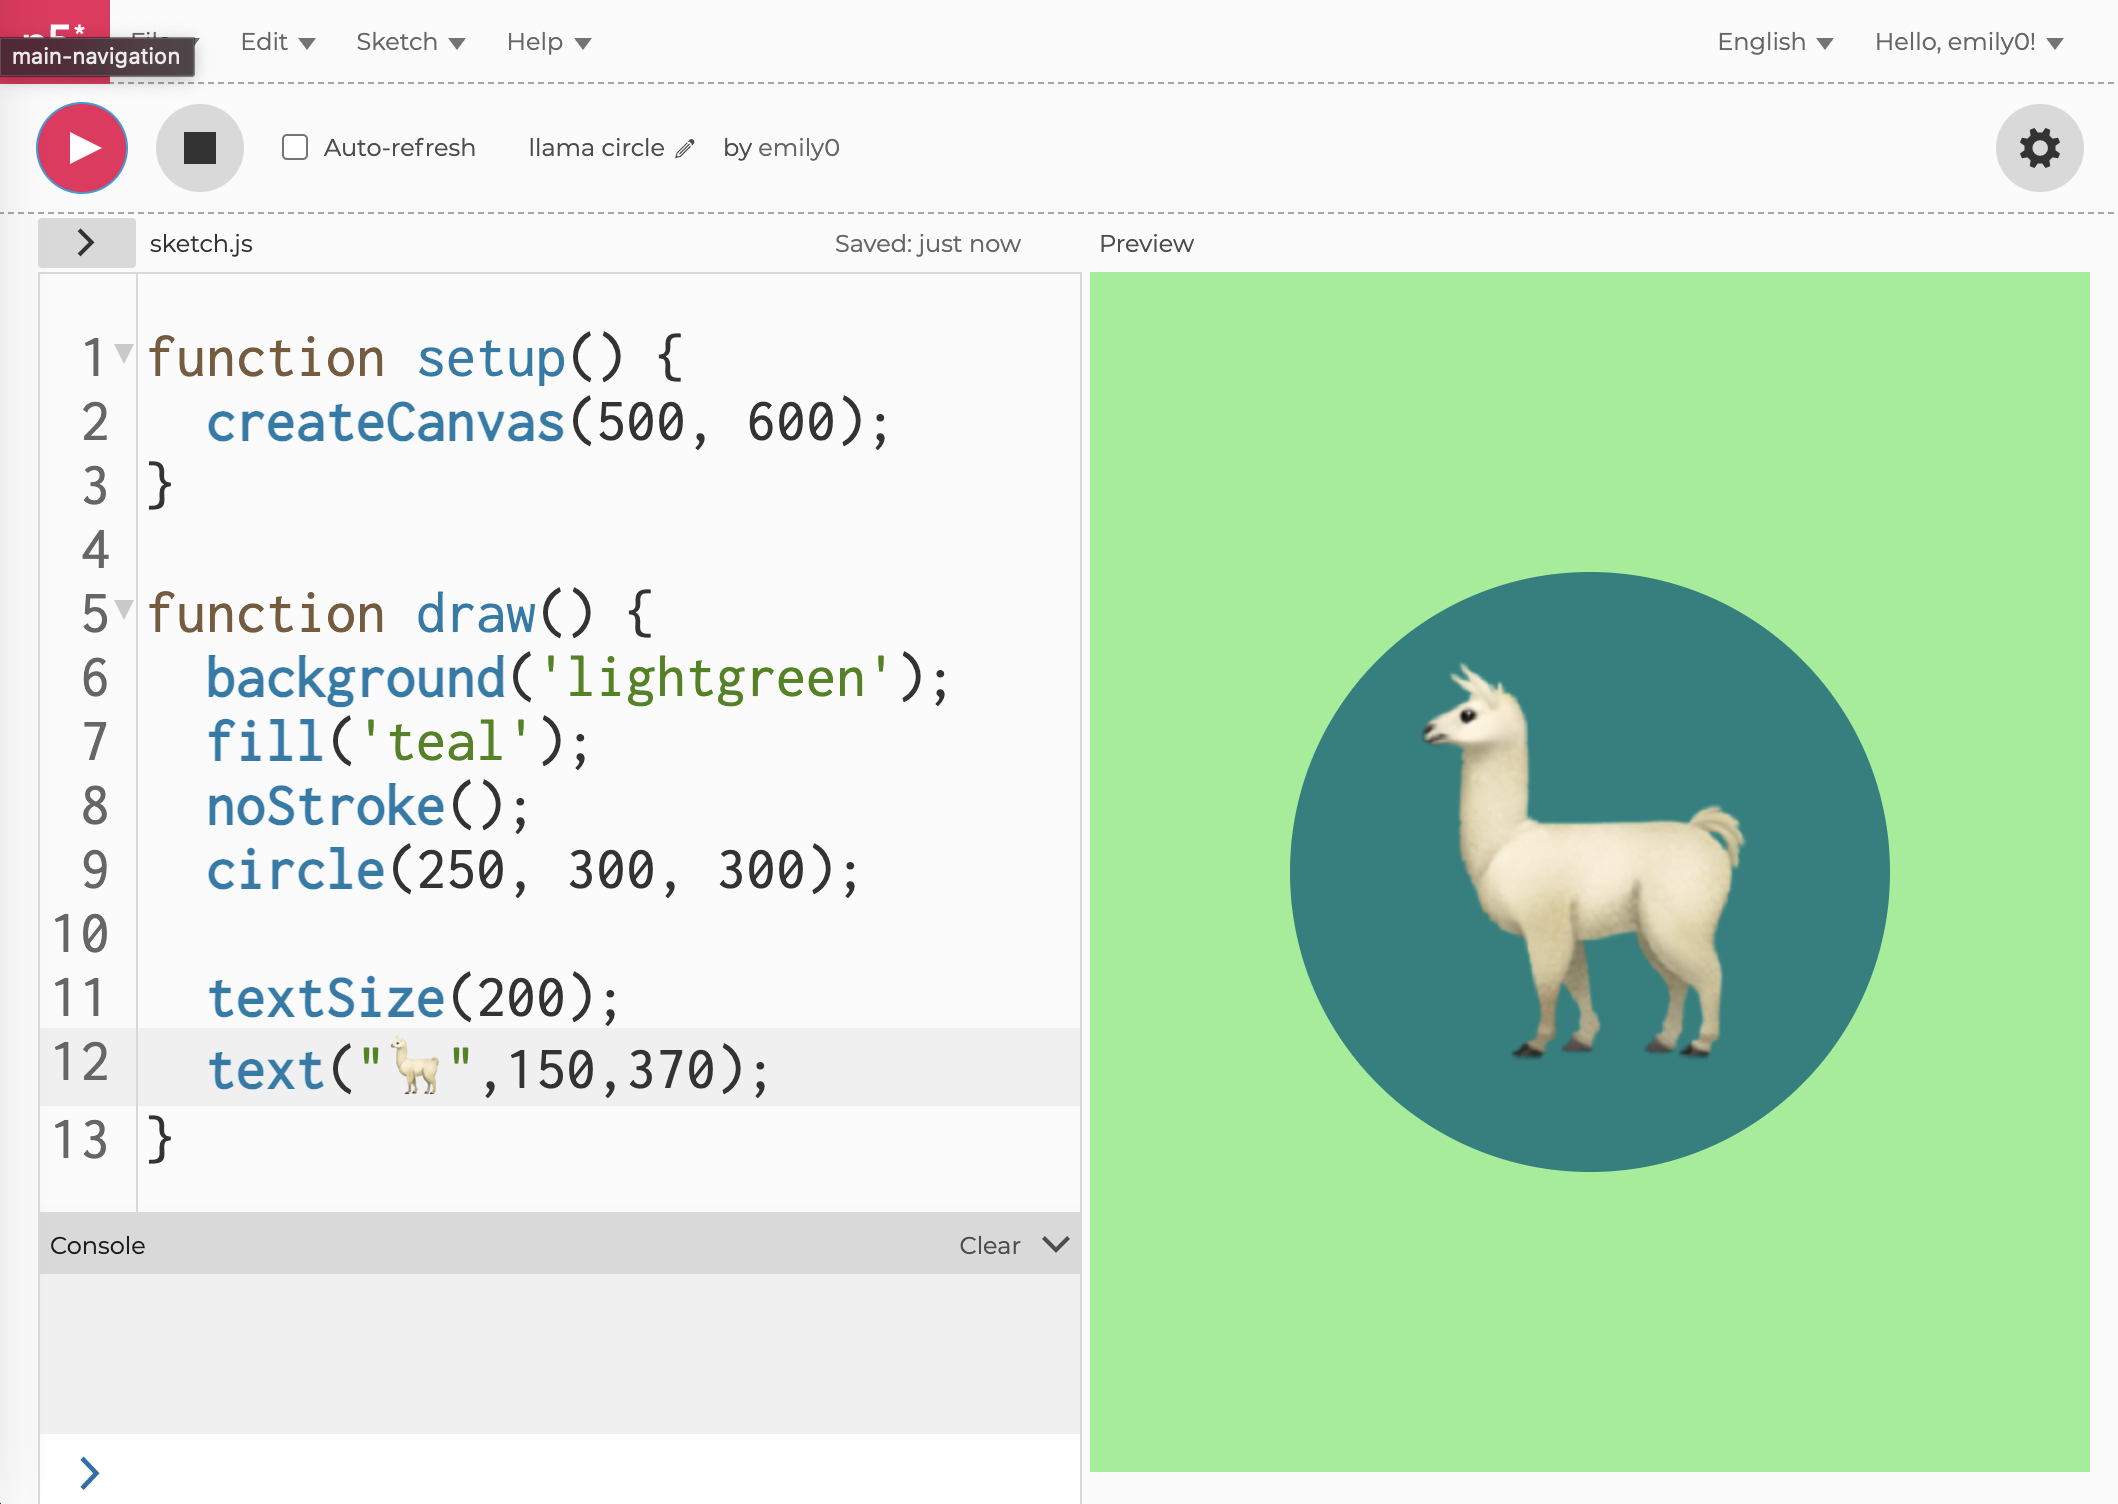 p5*
main-navigation
Edit
Sketch
Help
English
Hello, emily0!
Auto-refresh
llama circle
by emily0
sketch.js
Saved: just now
Preview
1 function setup() {
2 createCanvas(500, 600);
3 }
4
5 function draw() {
6 background('lightgreen');
7 fill('teal');
8 noStroke();
9 circle(250, 300, 300);
10
11 textSize(200);
12 text("🦙",150,370);
13 }
Console
Clear